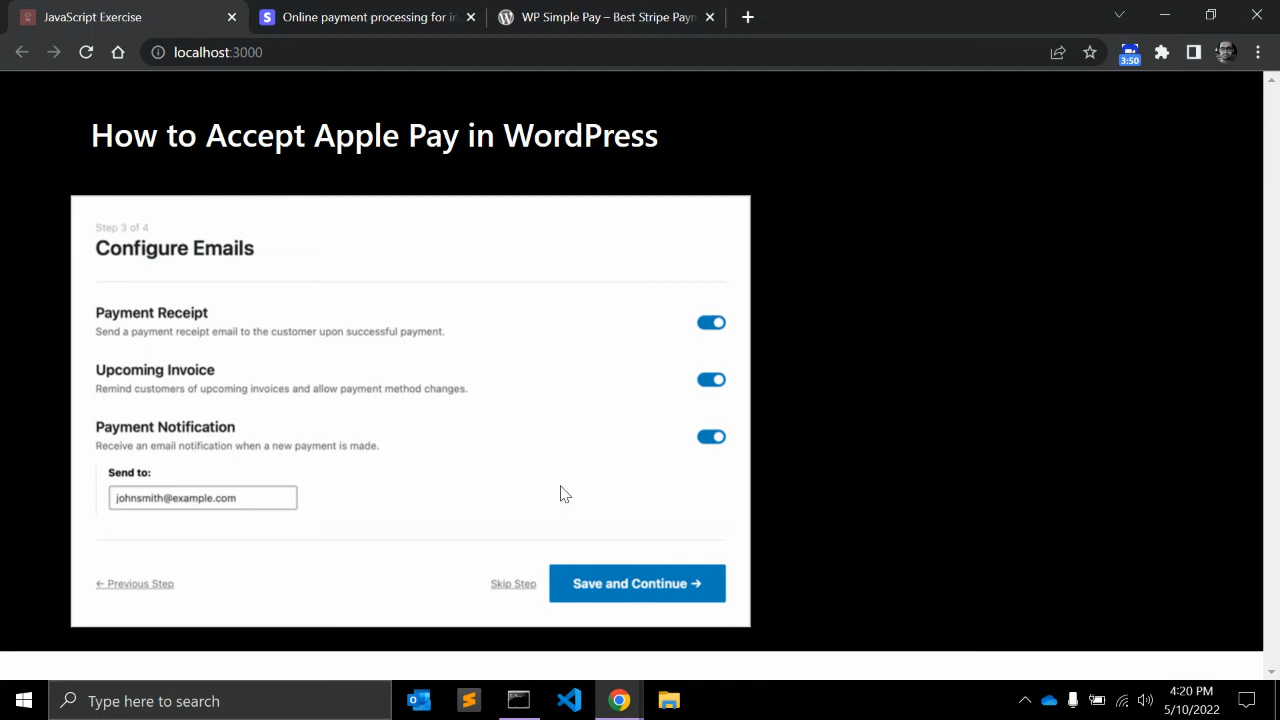 JavaScript Exercise
Online payment processing for in
WP Simple Pay – Best Stripe Paym
localhost:3000
3:50
How to Accept Apple Pay in WordPress
Step 3 of 4
Configure Emails
Payment Receipt
Send a payment receipt email to the customer upon successful payment.
Upcoming Invoice
Remind customers of upcoming invoices and allow payment method changes.
Payment Notification
Receive an email notification when a new payment is made.
Send to:
johnsmith@example.com
← Previous Step
Skip Step
Save and Continue →
Type here to search
4:20 PM
5/10/2022